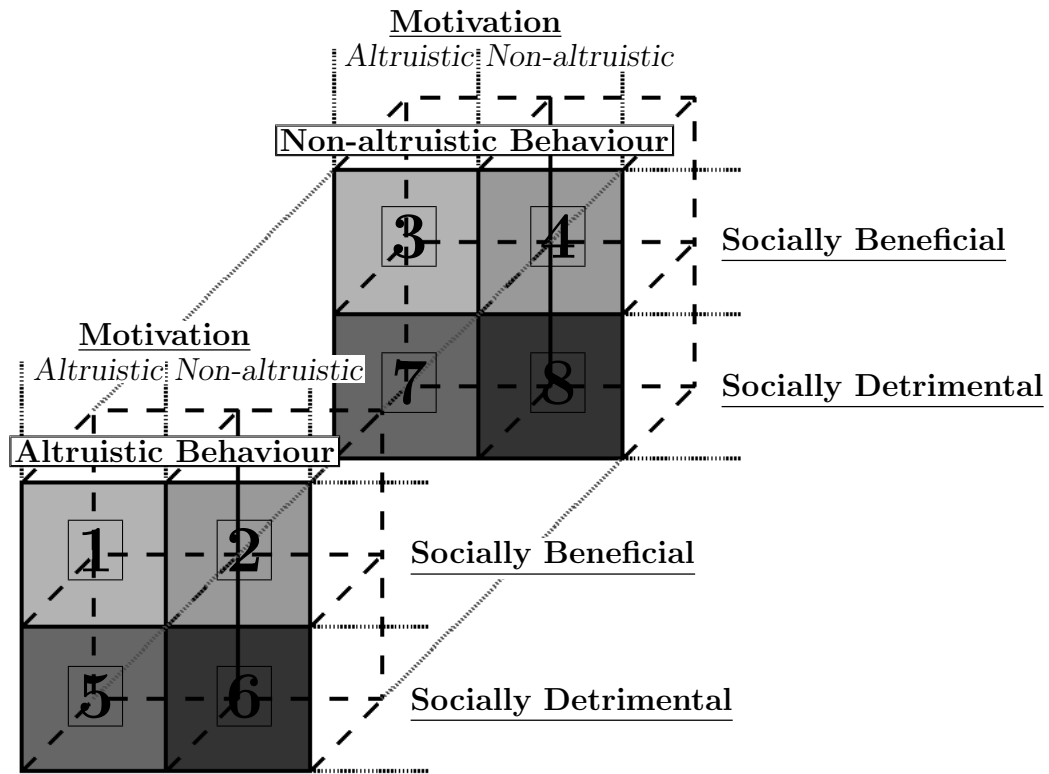 Motivation
Altruistic Non-altruistic
Non-altruistic Behaviour
3 4 Socially Beneficial
7 8 Socially Detrimental
Motivation
Altruistic Non-altruistic
Altruistic Behaviour
1 2 Socially Beneficial
5 6 Socially Detrimental